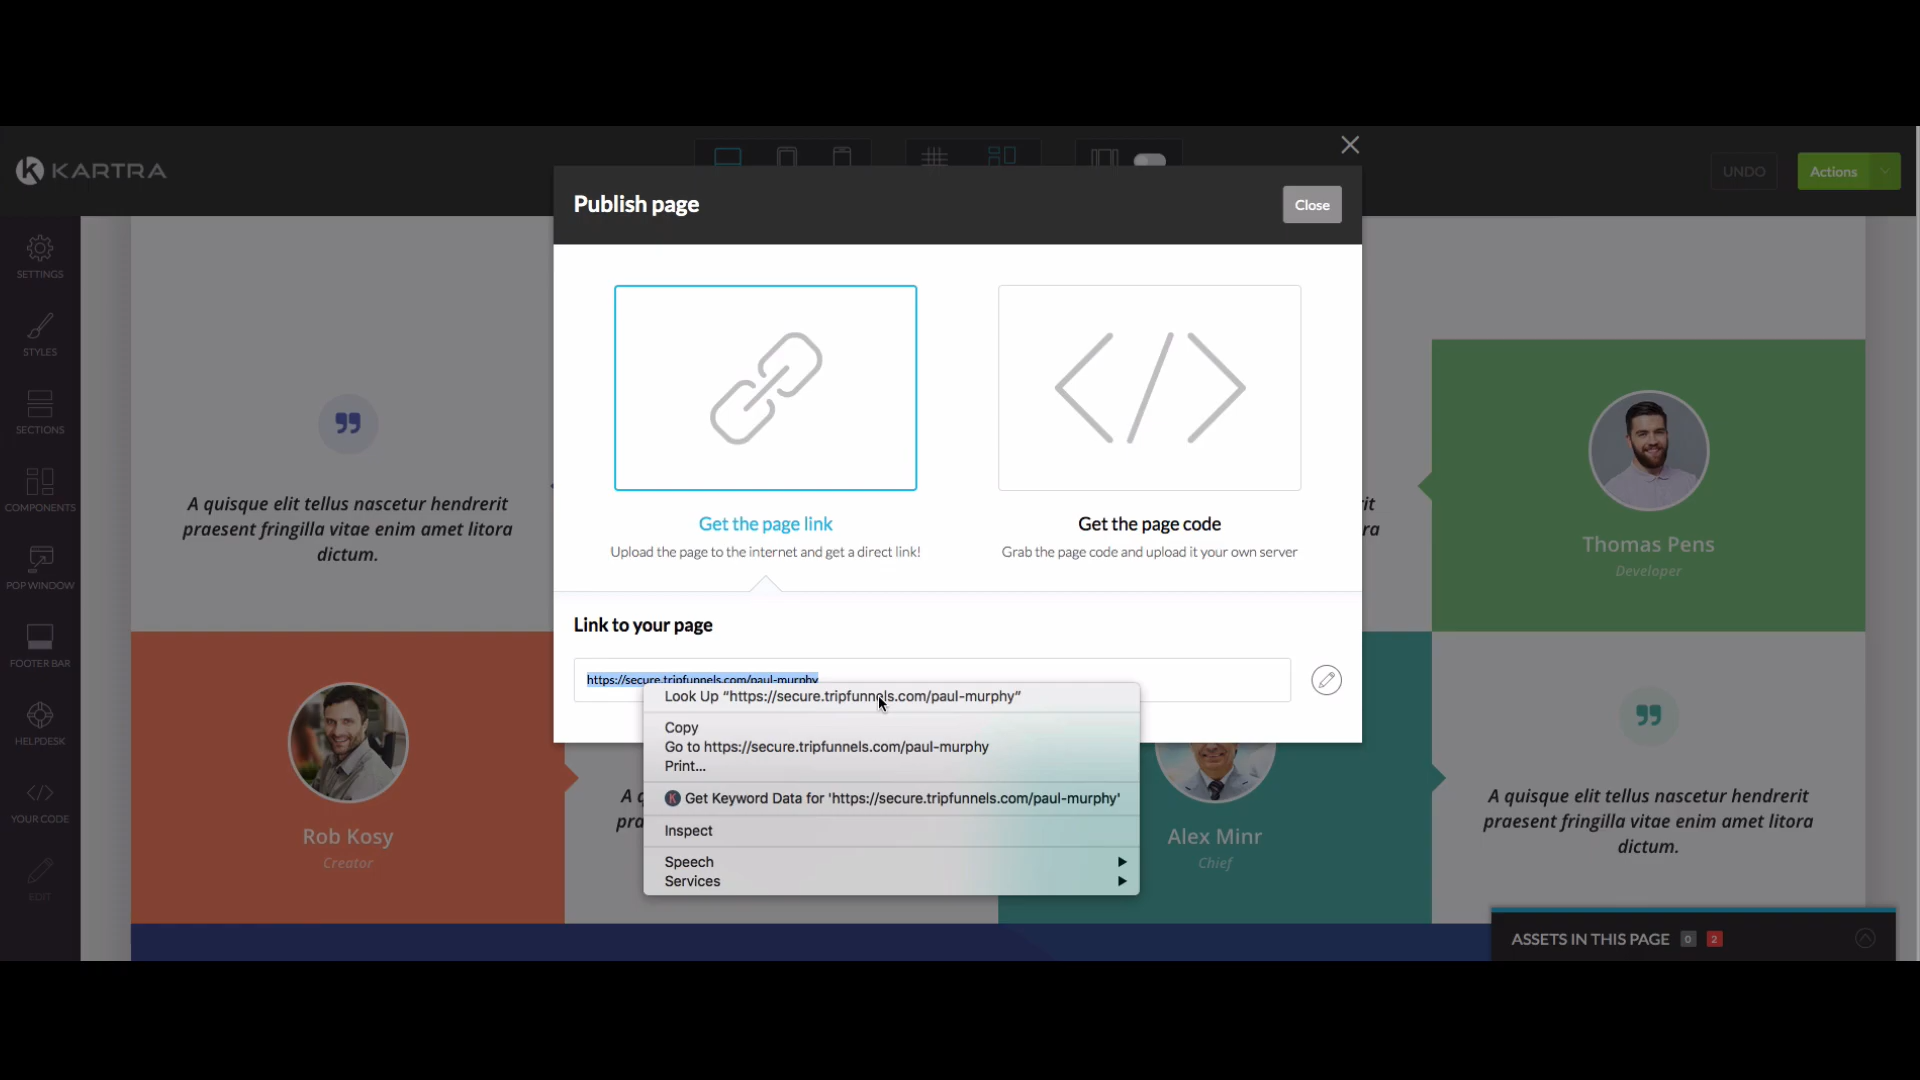 KARTRA
UNDO
Actions
Publish page
Close
SETTINGS
STYLES
SECTIONS
COMPONENTS
POP WINDOW
FOOTER BAR
HELPDESK
YOUR CODE
EDIT
A quisque elit tellus nascetur hendrerit
praesent fringilla vitae enim amet litora
dictum.
Get the page link
Upload the page to the internet and get a direct link!
Get the page code
Grab the page code and upload it your own server
Thomas Pens
Developer
Link to your page
https://secure.tripfunnels.com/paul-murphy
Look Up “https://secure.tripfunnels.com/paul-murphy”
Copy
Go to https://secure.tripfunnels.com/paul-murphy
Print...
Get Keyword Data for 'https://secure.tripfunnels.com/paul-murphy'
Inspect
Speech
Services
Rob Kosy
Creator
Alex Minr
Chief
A quisque elit tellus nascetur hendrerit
praesent fringilla vitae enim amet litora
dictum.
ASSETS IN THIS PAGE 0 2